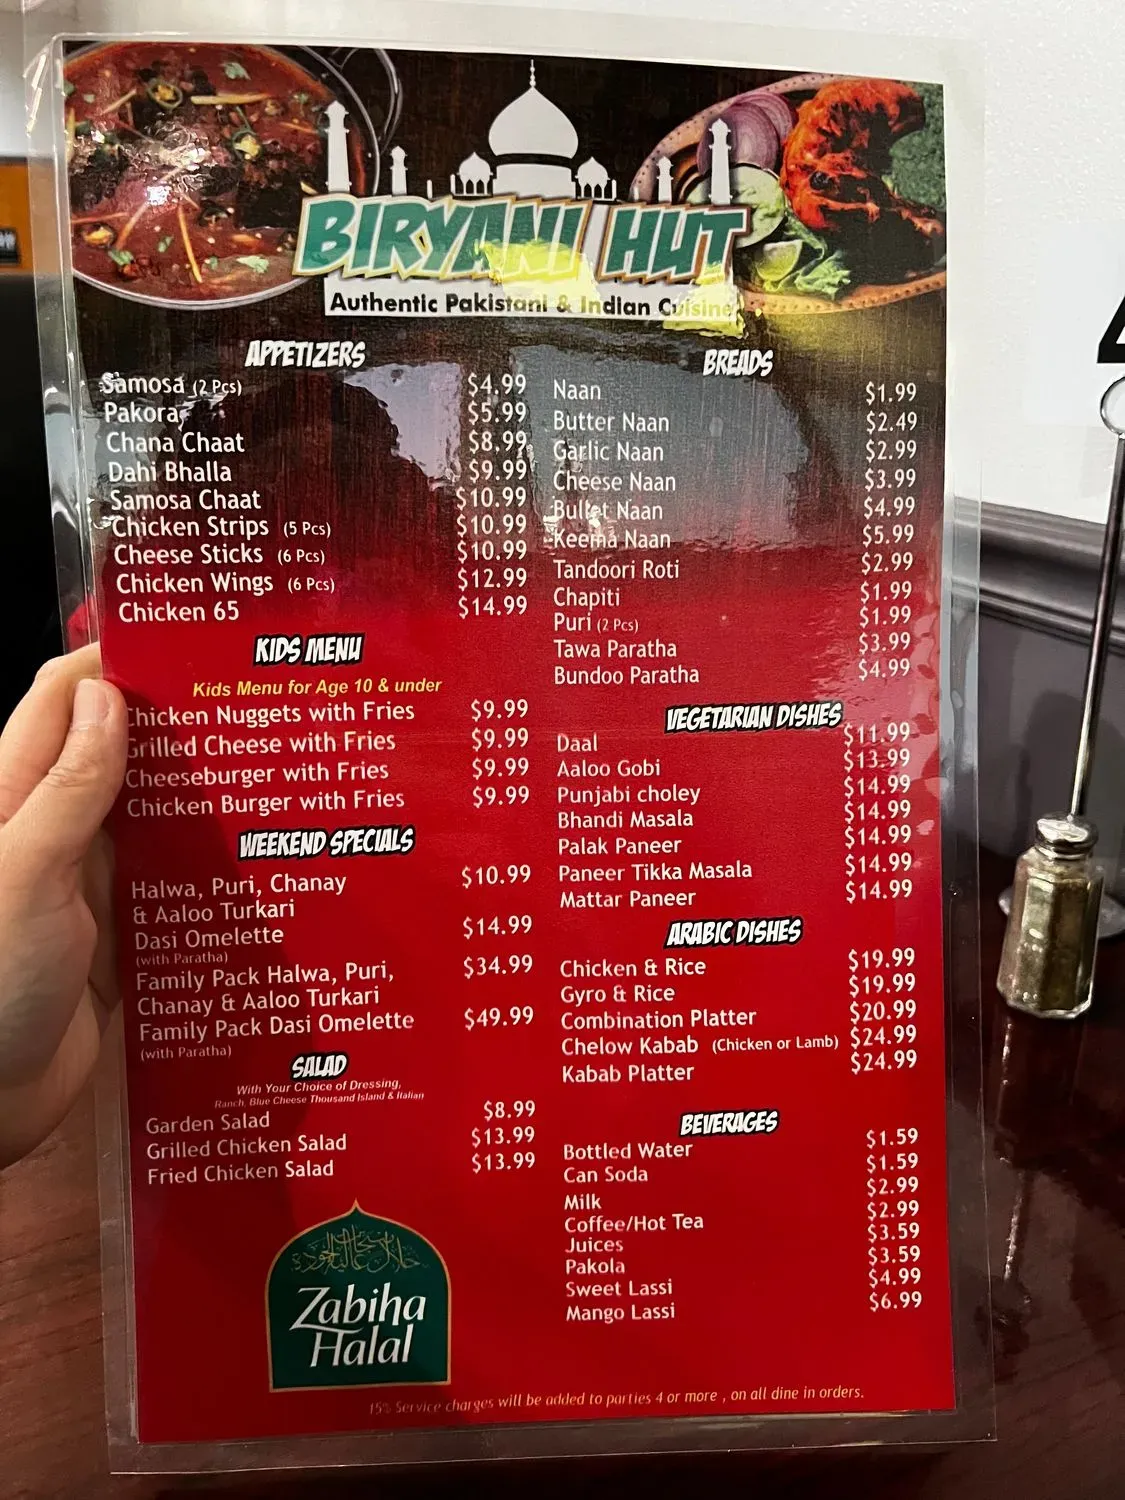 BIRYANI HUT
Authentic Pakistani & Indian Cuisine
APPETIZERS
Samosa (2 Pcs) $4.99
Pakora $5.99
Chana Chaat $8.99
Dahi Bhalla $9.99
Samosa Chaat $10.99
Chicken Strips (5 Pcs) $10.99
Cheese Sticks (6 Pcs) $10.99
Chicken Wings (6 Pcs) $12.99
Chicken 65 $14.99
KIDS MENU
Kids Menu for Age 10 & under
Chicken Nuggets with Fries $9.99
Grilled Cheese with Fries $9.99
Cheeseburger with Fries $9.99
Chicken Burger with Fries $9.99
WEEKEND SPECIALS
Halwa, Puri, Chanay $10.99
& Aaloo Turkari
Dasi Omelette $14.99
(with Paratha)
Family Pack Halwa, Puri, $34.99
Chanay & Aaloo Turkari
Family Pack Dasi Omelette $49.99
(with Paratha)
SALAD
With Your Choice of Dressing,
Ranch, Blue Cheese Thousand Island & Italian
Garden Salad $8.99
Grilled Chicken Salad $13.99
Fried Chicken Salad $13.99
Zabiha
Halal
BREADS
Naan $1.99
Butter Naan $2.49
Garlic Naan $2.99
Cheese Naan $3.99
Bullet Naan $4.99
Keema Naan $5.99
Tandoori Roti $2.99
Chapiti $1.99
Puri (2 Pcs) $1.99
Tawa Paratha $3.99
Bundoo Paratha $4.99
VEGETARIAN DISHES
Daal $11.99
Aaloo Gobi $13.99
Punjabi choley $14.99
Bhandi Masala $14.99
Palak Paneer $14.99
Paneer Tikka Masala $14.99
Mattar Paneer $14.99
ARABIC DISHES
Chicken & Rice $19.99
Gyro & Rice $19.99
Combination Platter $20.99
Chelow Kabab (Chicken or Lamb) $24.99
Kabab Platter $24.99
BEVERAGES
Bottled Water $1.59
Can Soda $1.59
Milk $2.99
Coffee/Hot Tea $2.99
Juices $3.59
Pakola $3.59
Sweet Lassi $4.99
Mango Lassi $6.99
15% Service charges will be added to parties 4 or more , on all dine in orders.